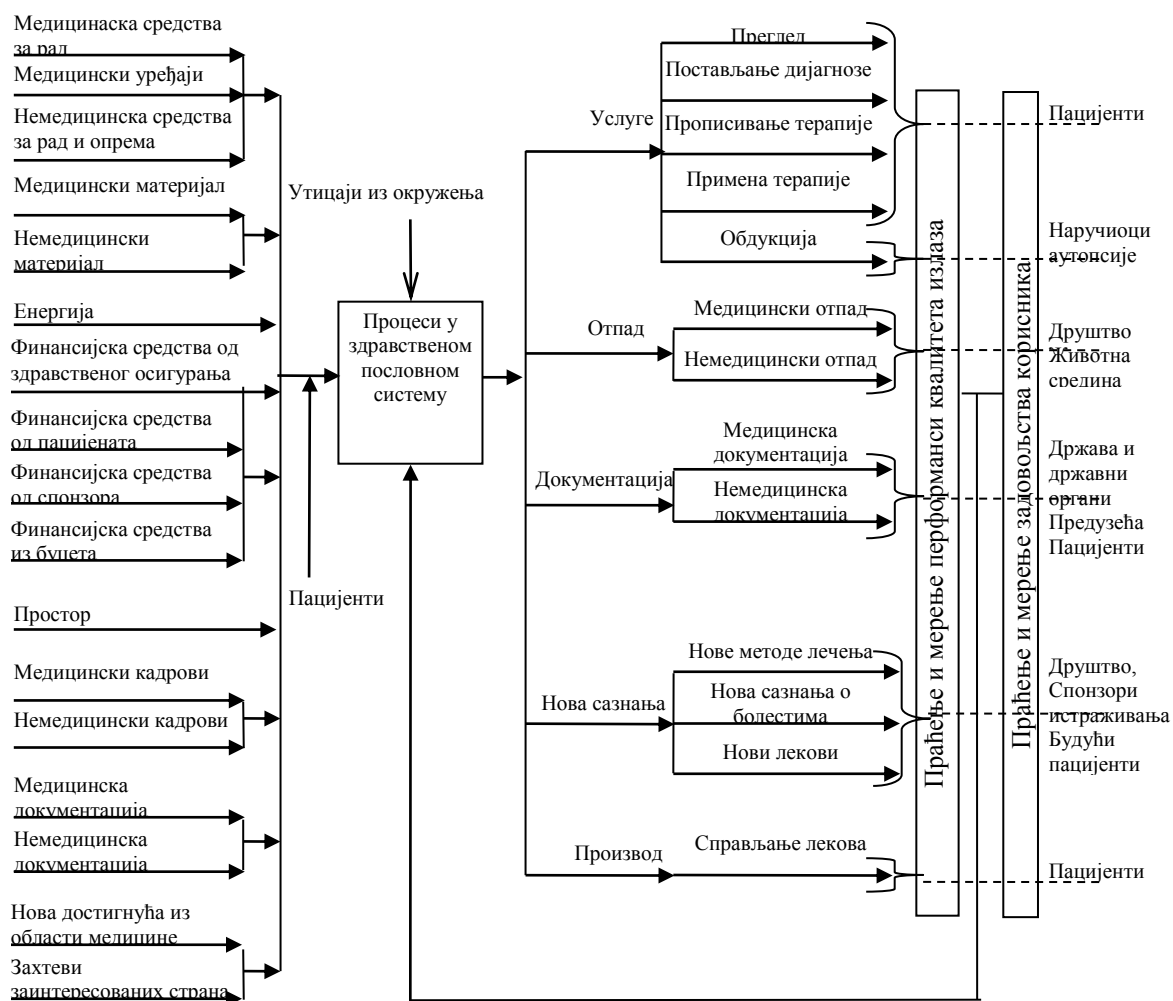 Медицинаска средства
за рад
Медицински уређаји
Немедицинска средства
за рад и опрема
Медицински материјал
Немедицински
материјал
Енергија
Финансијска средства од
здравственог осигурања
Финансијска средства
од пацијената
Финансијска средства
од спонзора
Финансијска средства
из буџета
Простор
Медицински кадрови
Немедицински кадрови
Медицинска
документација
Немедицинска
документација
Нова достигнућа из
области медицине
Захтеви
заинтересованих страна
Утицаји из окружења
Процеси у
здравственом
пословном
систему
Пацијенти
Услуге
Преглед
Постављање дијагнозе
Прописивање терапије
Примена терапије
Обдукција
Отпад
Медицински отпад
Немедицински отпад
Документација
Медицинска
документација
Немедицинска
документација
Нова сазнања
Нове методе лечења
Нова сазнања о
болестима
Нови лекови
Производ
Справљање лекова
Праћење и мерење перформанси квалитета излаза
Праћење и мерење задовољства корисника
Пацијенти
Наручиоци
аутопсије
Друштво
Животна
средина
Држава и
државни
органи
Предузећа
Пацијенти
Друштво,
Спонзори
истраживања
Будући
пацијенти
Пацијенти